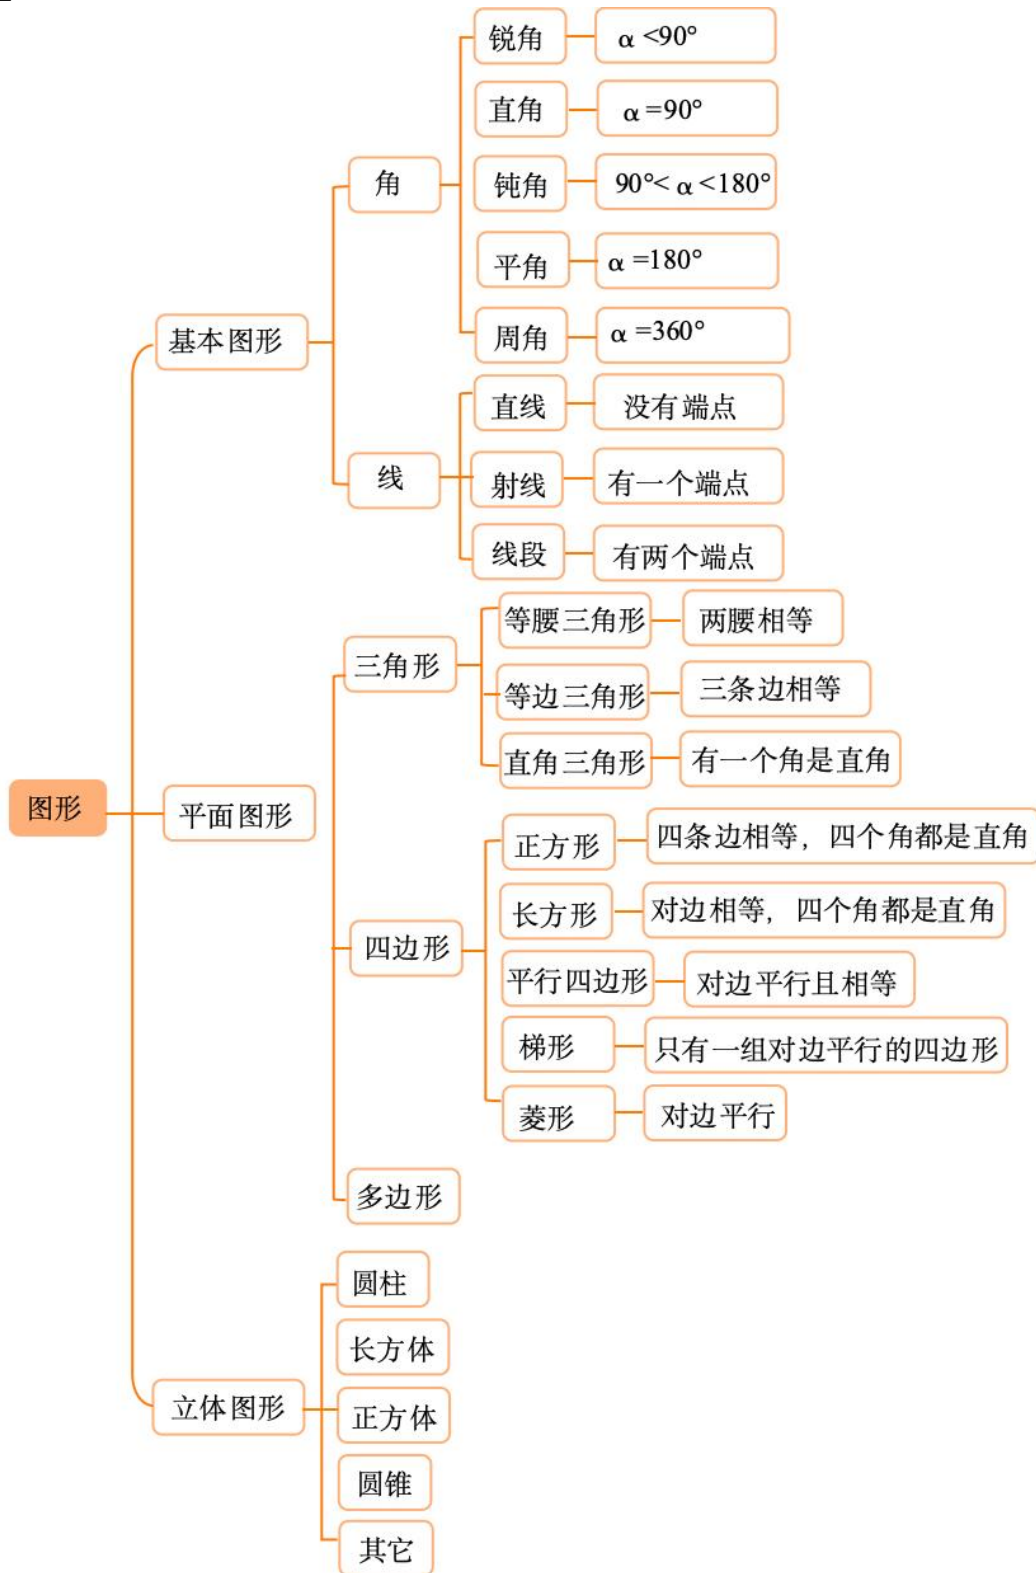 锐角
α<90°
直角
α=90°
角
钝角
90°<α<180°
平角
α=180°
基本图形
周角
α=360°
直线
没有端点
线
射线
有一个端点
线段
有两个端点
等腰三角形
两腰相等
三角形
等边三角形
三条边相等
直角三角形
有一个角是直角
图形
平面图形
正方形
四条边相等，四个角都是直角
长方形
对边相等，四个角都是直角
四边形
平行四边形
对边平行且相等
梯形
只有一组对边平行的四边形
菱形
对边平行
多边形
圆柱
长方体
立体图形
正方体
圆锥
其它